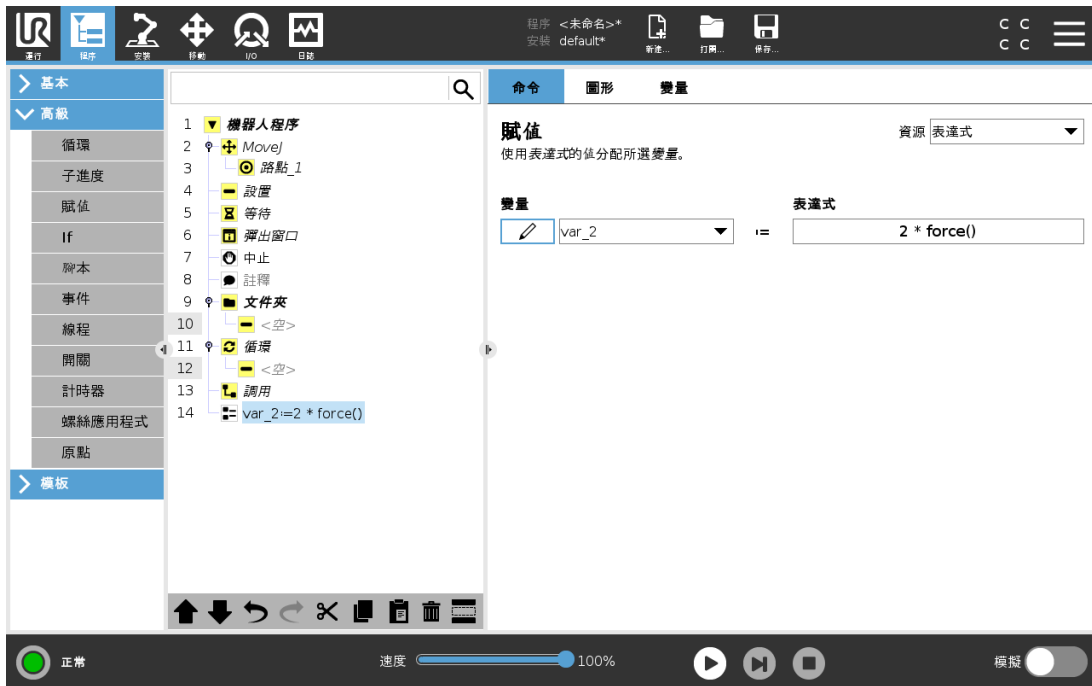 UR
運行
程序
安裝
移動
I/O
日誌
程序 <未命名>*
安裝 default*
新建...
打開...
保存...
C C
C C
基本
高級
循環
子進度
賦值
If
腳本
事件
線程
開關
計時器
螺絲應用程式
原點
模板
1 機器人程序
2 MoveJ
3 路點_1
4 設置
5 等待
6 彈出窗口
7 中止
8 註釋
9 文件夾
10 <空>
11 循環
12 <空>
13 調用
14 var_2:=2 * force()
命令 圖形 變量
賦值
資源 表達式
使用表達式的值分配所選變量。
變量 表達式
var_2 := 2 * force()
正常
速度 100%
模擬